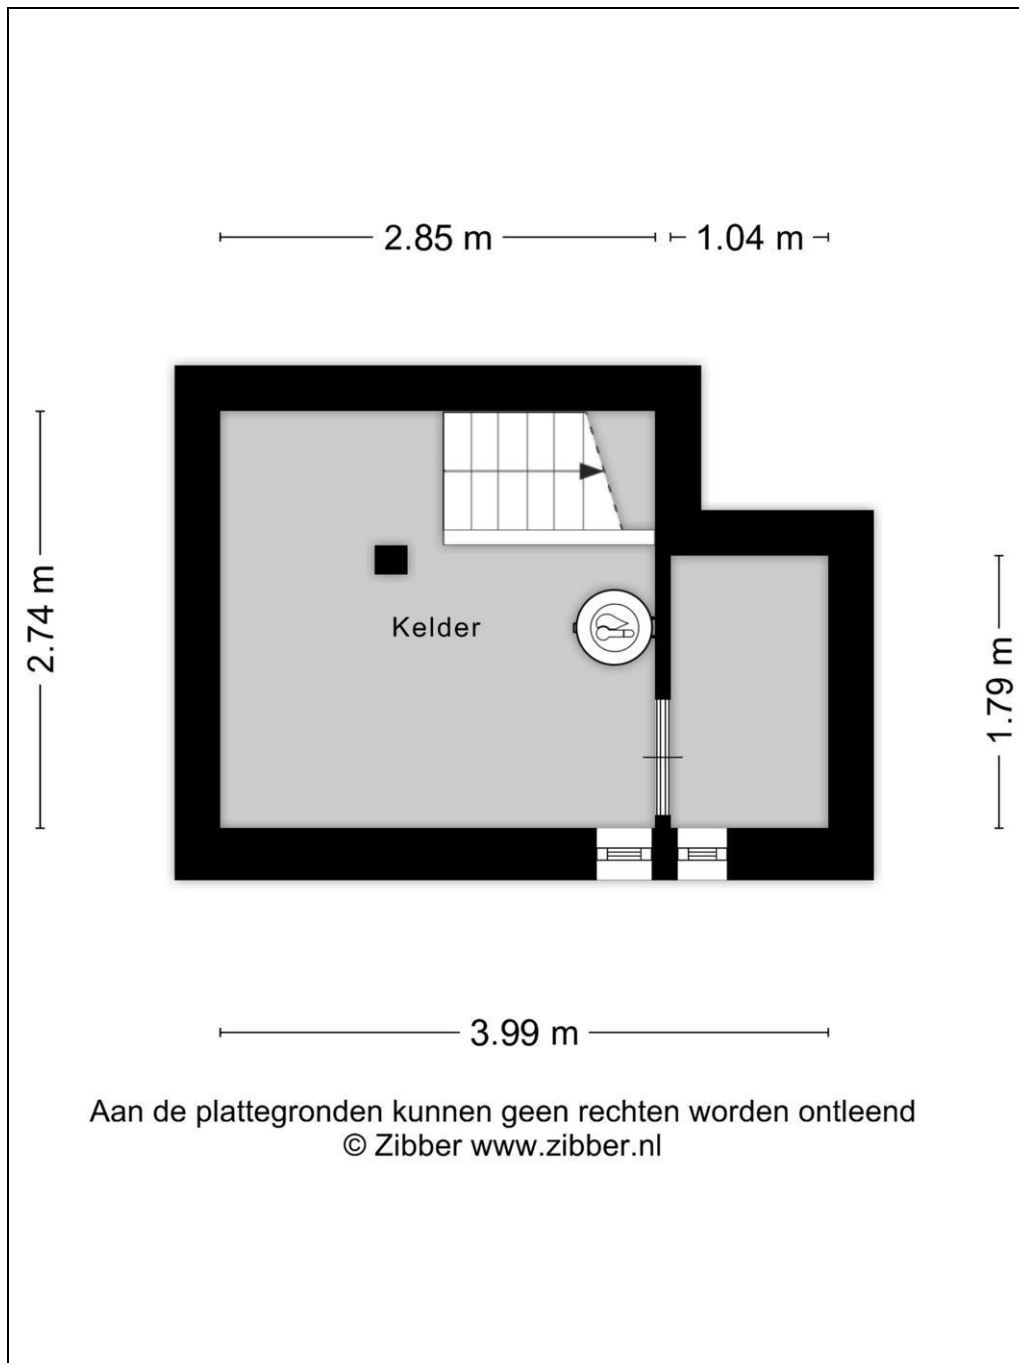 2.85 m
1.04 m
2.74 m
Kelder
1.79 m
3.99 m
Aan de plattegronden kunnen geen rechten worden ontleend
© Zibber www.zibber.nl